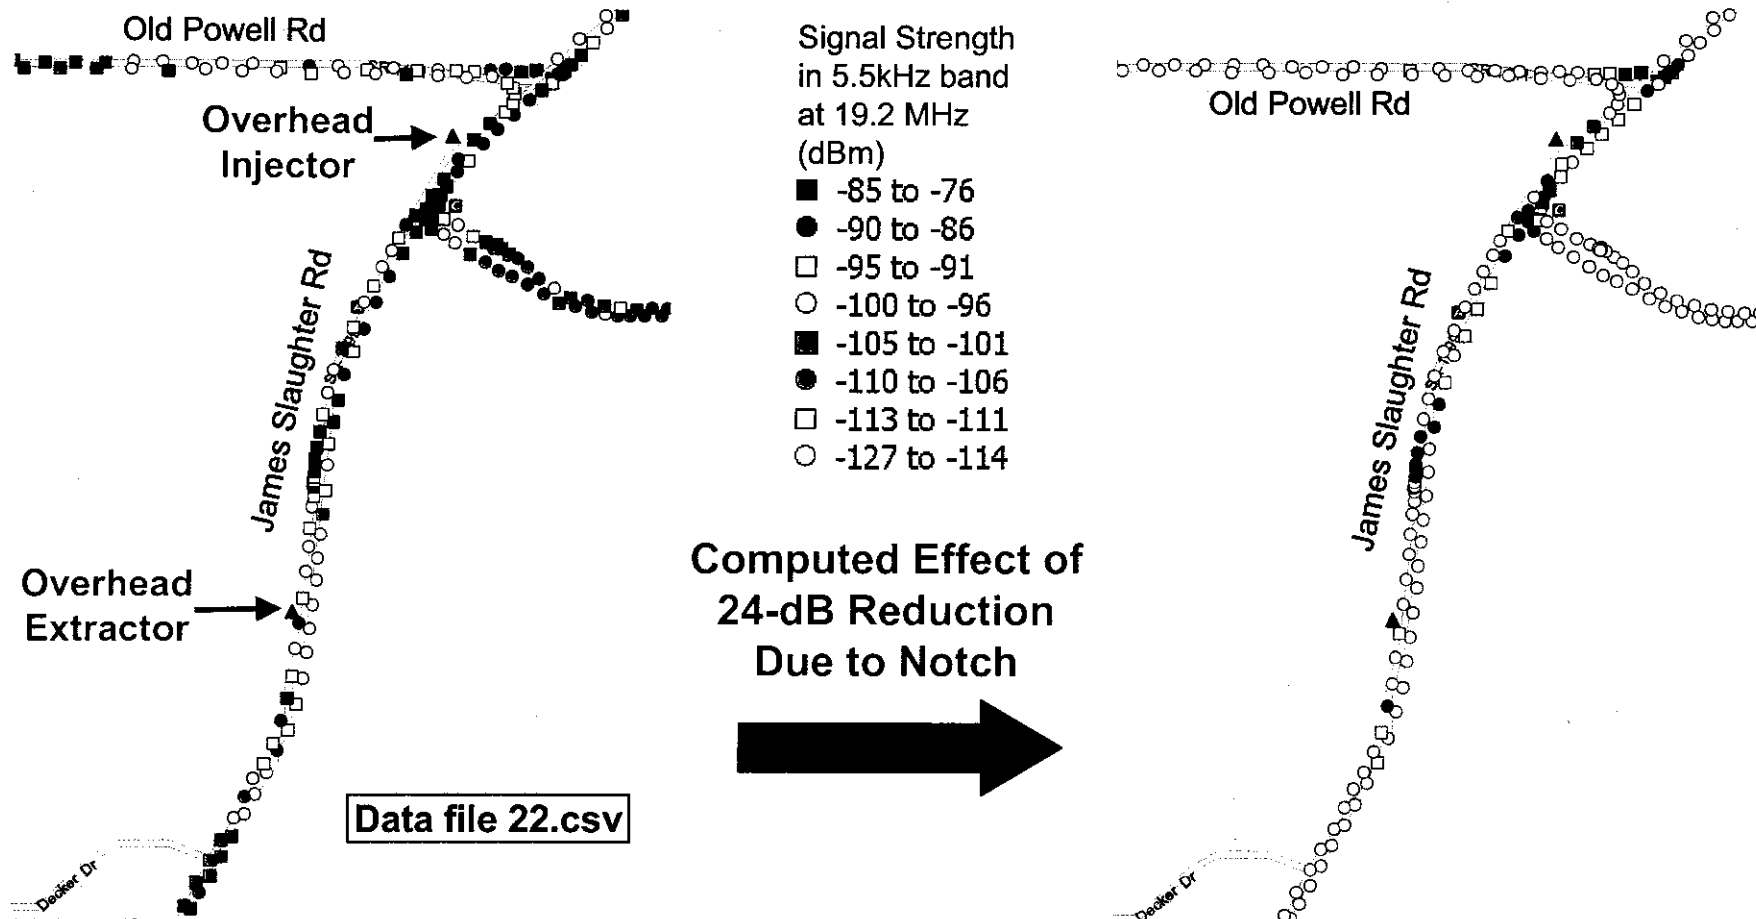 Old Powell Rd
Overhead
Injector
James Slaughter Rd
Overhead
Extractor
Decker Dr
Data file 22.csv
Signal Strength
in 5.5kHz band
at 19.2 MHz
(dBm)
-85 to -76
-90 to -86
-95 to -91
-100 to -96
-105 to -101
-110 to -106
-113 to -111
-127 to -114
Computed Effect of
24-dB Reduction
Due to Notch
Old Powell Rd
James Slaughter Rd
Decker Dr